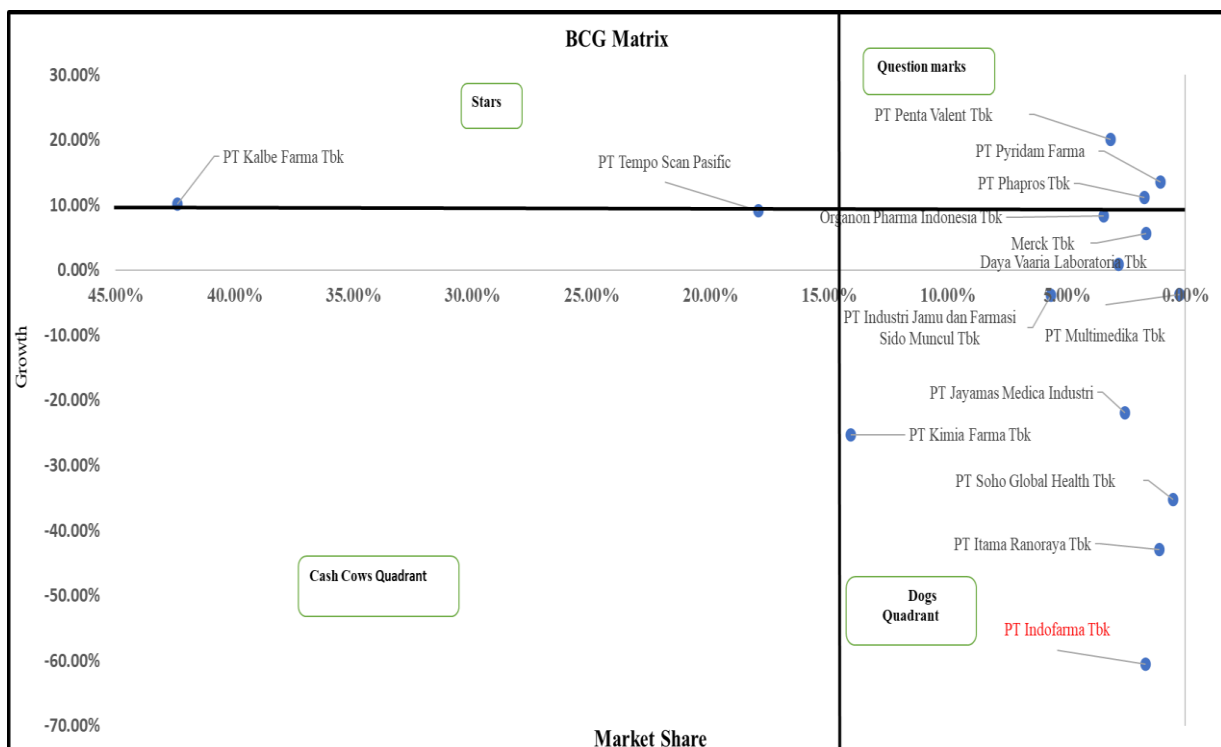 BCG Matrix
30.00%
Question marks
Stars
PT Penta Valent Tbk
20.00%
PT Kalbe Farma Tbk
PT Tempo Scan Pasific
PT Pyridam Farma
PT Phapros Tbk
10.00%
Organon Pharma Indonesia Tbk
Merck Tbk
Daya Vaaria Laboratoria Tbk
0.00%
45.00% 40.00% 35.00% 30.00% 25.00% 20.00% 15.00% 10.00% 5.00% 0.00%
PT Industri Jamu dan Farmasi
Sido Muncul Tbk
PT Multimedika Tbk
-10.00%
Growth
-20.00%
PT Jayamas Medica Industri
PT Kimia Farma Tbk
-30.00%
PT Soho Global Health Tbk
-40.00%
PT Itama Ranoraya Tbk
Cash Cows Quadrant
-50.00%
Dogs
Quadrant
PT Indofarma Tbk
-60.00%
-70.00%
Market Share